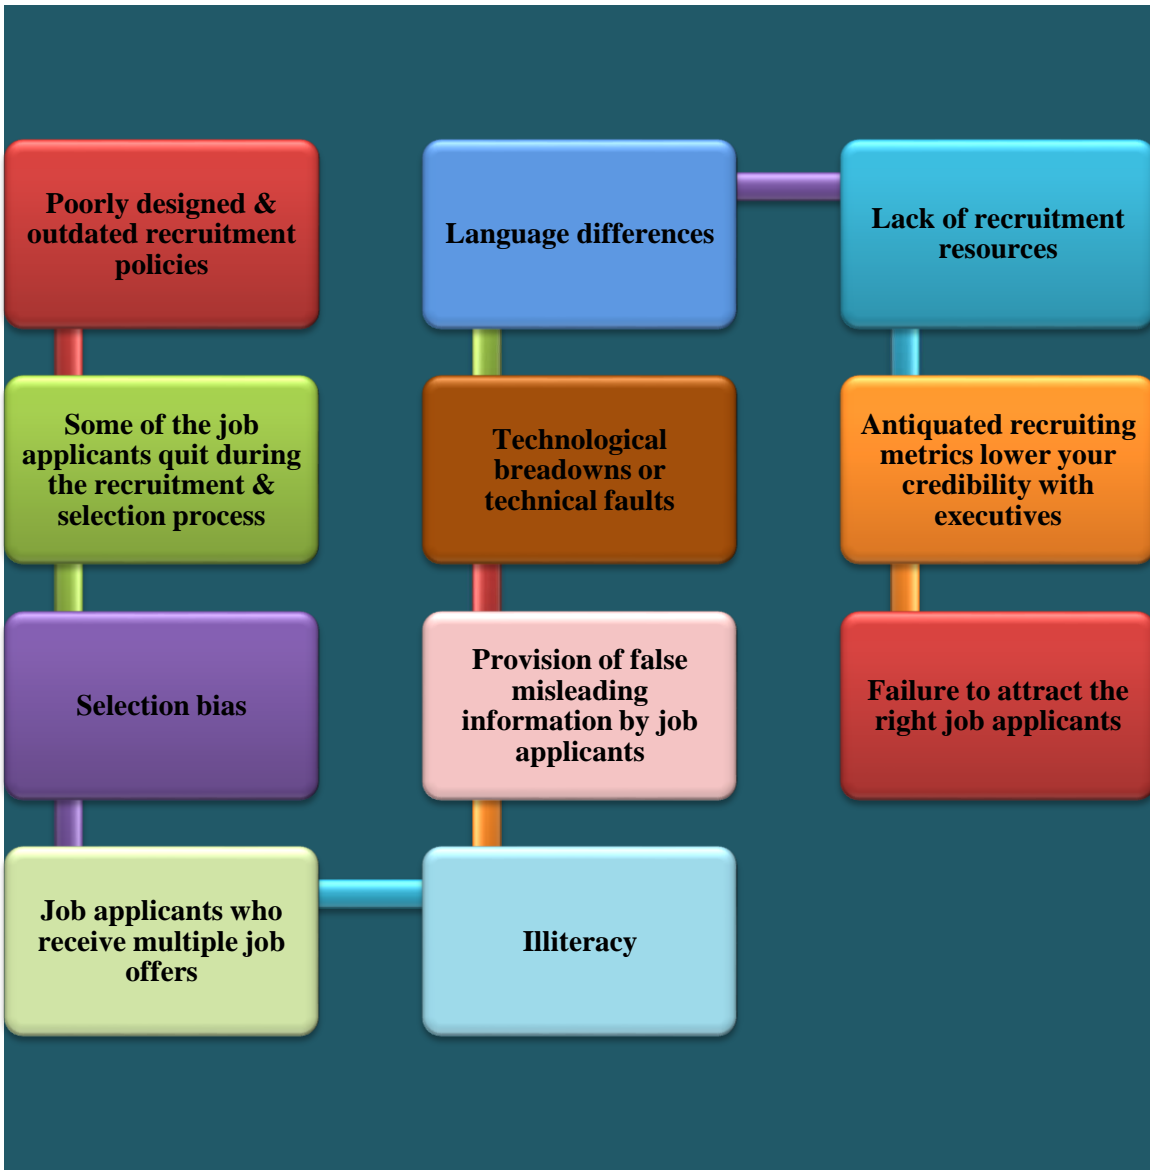 Poorly designed &
outdated recruitment
policies
Some of the job
applicants quit during
the recruitment &
selection process
Selection bias
Job applicants who
receive multiple job
offers
Illiteracy
Provision of false
misleading
information by job
applicants
Technological
breadowns or
technical faults
Language differences
Lack of recruitment
resources
Antiquated recruiting
metrics lower your
credibility with
executives
Failure to attract the
right job applicants